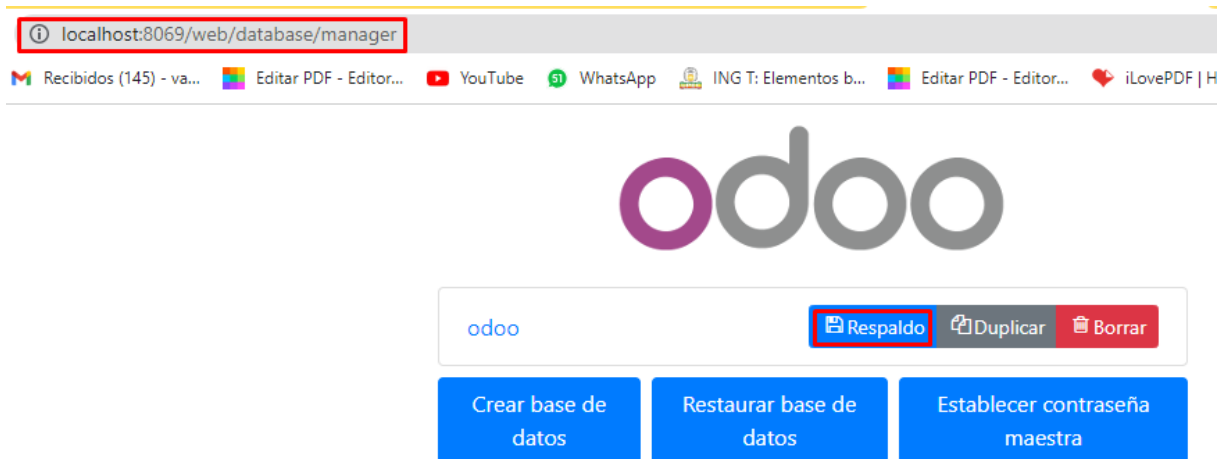 localhost:8069/web/database/manager
Recibidos (145) - va... Editar PDF - Editor... YouTube WhatsApp ING T: Elementos b... Editar PDF - Editor... iLovePDF | H
odoo
odoo Respaldo Duplicar Borrar
Crear base de datos Restaurar base de datos Establecer contraseña maestra